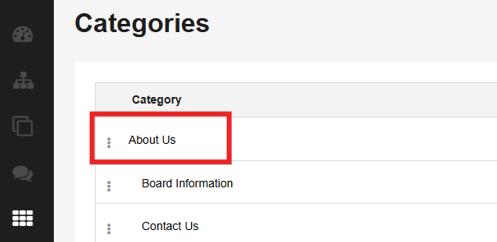 Categories
Category
About Us
Board Information
Contact Us